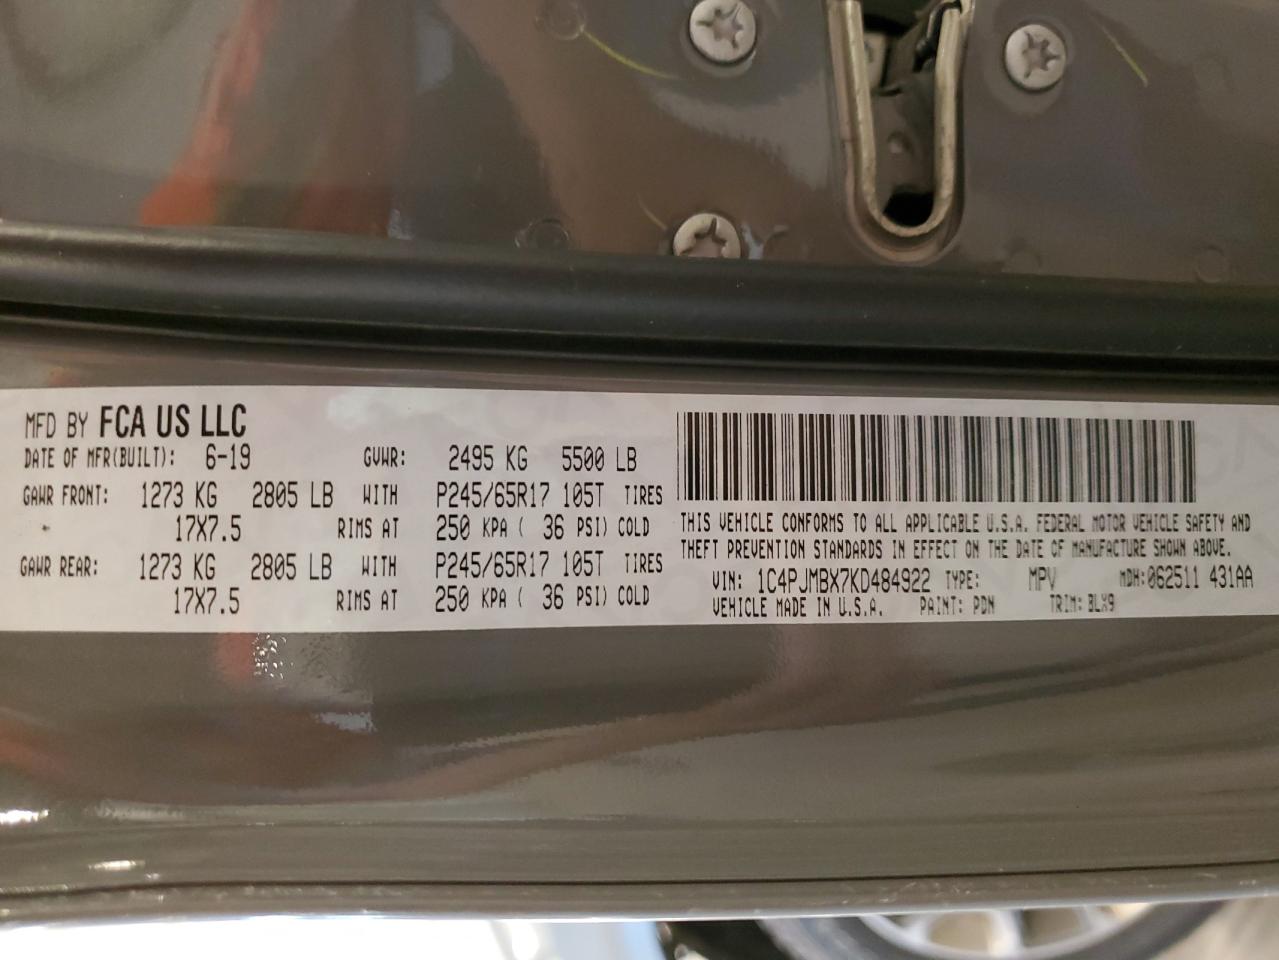 MFD BY FCA US LLC
DATE OF MFR(BUILT): 6-19 GVWR: 2495 KG 5500 LB
GAWR FRONT: 1273 KG 2805 LB WITH P245/65R17 105T TIRES
17X7.5 RIMS AT 250 KPA ( 36 PSI) COLD
GAWR REAR: 1273 KG 2805 LB WITH P245/65R17 105T TIRES
17X7.5 RIMS AT 250 KPA ( 36 PSI) COLD
THIS VEHICLE CONFORMS TO ALL APPLICABLE U.S.A. FEDERAL MOTOR VEHICLE SAFETY AND
THEFT PREVENTION STANDARDS IN EFFECT ON THE DATE OF MANUFACTURE SHOWN ABOVE.
VIN: 1C4PJMBX7KD484922 TYPE: MPV MDH:062511 431AA
VEHICLE MADE IN U.S.A. PAINT: PDN TRIM: BLX9